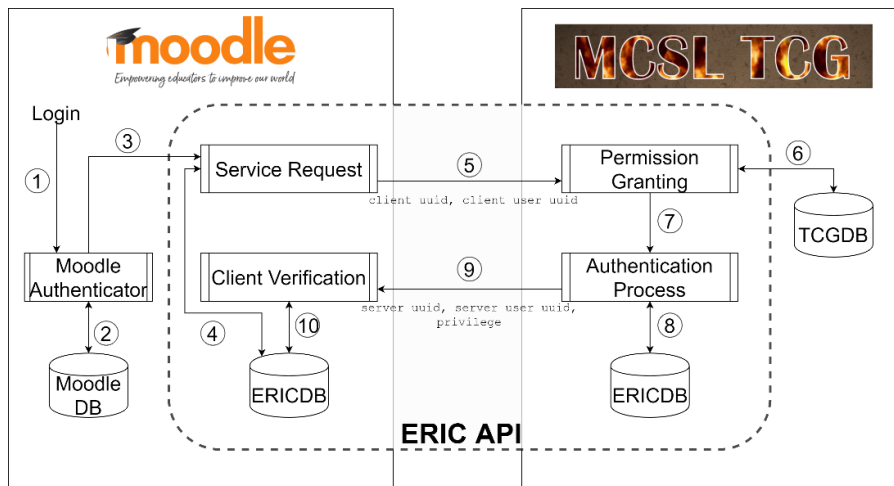 moodle
Empowering educators to improve our world
MCSL TCG
Login
1
3
Service Request
5
client uuid, client user uuid
Permission
Granting
6
TCGDB
7
Moodle
Authenticator
Client Verification
9
server uuid, server user uuid,
privilege
Authentication
Process
2
4
10
8
Moodle
DB
ERICDB
ERICDB
ERIC API